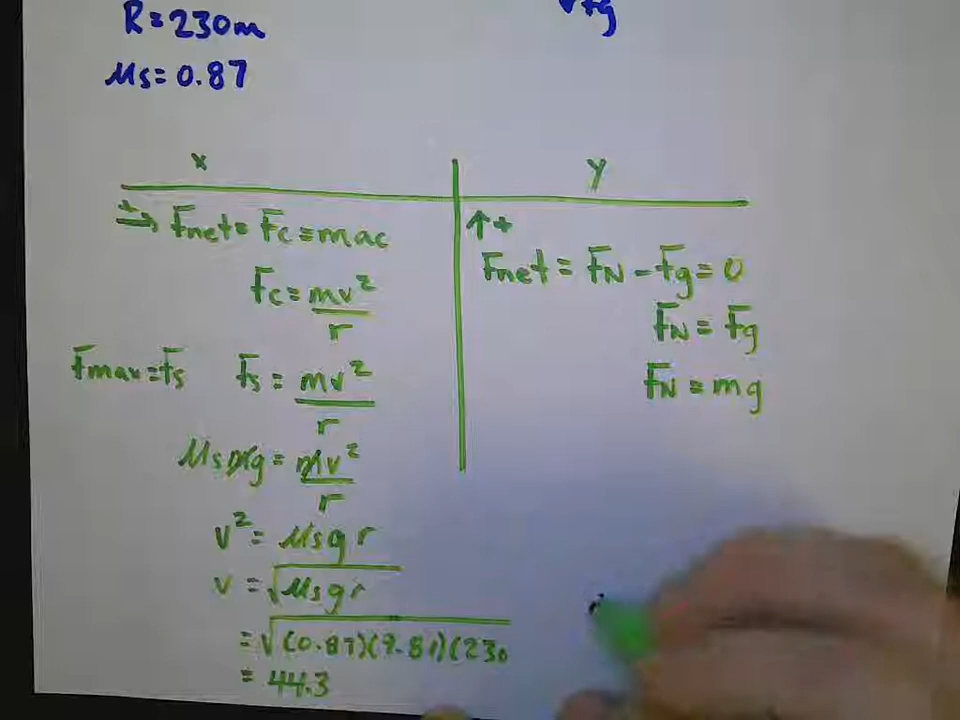 R=230m
Fg
μs=0.87
x
y
+→ Fnet=Fc=mac
↑+
Fnet = FN-Fg=0
Fc=mv²/r
FN=Fg
Fmax=Fs Fs=mv²/r
FN=mg
μsmg=mv²/r
v²=μsgr
v=√μsgr
=√(0.87)(9.81)(230
= 44.3